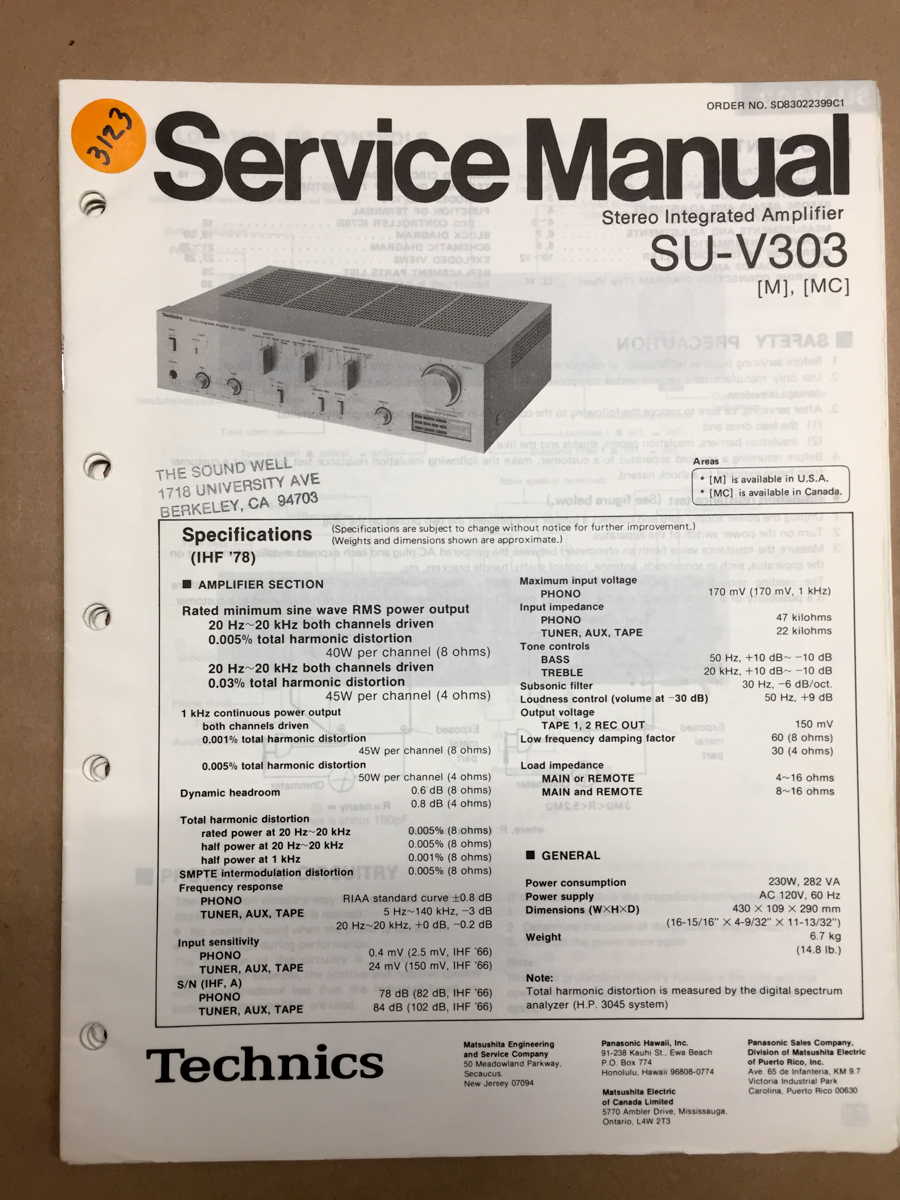 3123
ORDER NO. SD83022399C1
Service Manual
Stereo Integrated Amplifier
SU-V303
[M], [MC]
Technics
THE SOUND WELL
1718 UNIVERSITY AVE
BERKELEY, CA 94703
Areas
* [M] is available in U.S.A.
* [MC] is available in Canada.
Specifications (Specifications are subject to change without notice for further improvement.)
(IHF '78) (Weights and dimensions shown are approximate.)
■ AMPLIFIER SECTION
Rated minimum sine wave RMS power output
20 Hz~20 kHz both channels driven
0.005% total harmonic distortion
40W per channel (8 ohms)
20 Hz~20 kHz both channels driven
0.03% total harmonic distortion
45W per channel (4 ohms)
1 kHz continuous power output
both channels driven
0.001% total harmonic distortion
45W per channel (8 ohms)
0.005% total harmonic distortion
50W per channel (4 ohms)
Dynamic headroom 0.6 dB (8 ohms)
0.8 dB (4 ohms)
Total harmonic distortion
rated power at 20 Hz~20 kHz 0.005% (8 ohms)
half power at 20 Hz~20 kHz 0.005% (8 ohms)
half power at 1 kHz 0.001% (8 ohms)
SMPTE intermodulation distortion 0.005% (8 ohms)
Frequency response
PHONO RIAA standard curve ±0.8 dB
TUNER, AUX, TAPE 5 Hz~140 kHz, −3 dB
20 Hz~20 kHz, +0 dB, −0.2 dB
Input sensitivity
PHONO 0.4 mV (2.5 mV, IHF '66)
TUNER, AUX, TAPE 24 mV (150 mV, IHF '66)
S/N (IHF, A)
PHONO 78 dB (82 dB, IHF '66)
TUNER, AUX, TAPE 84 dB (102 dB, IHF '66)
Maximum input voltage
PHONO 170 mV (170 mV, 1 kHz)
Input impedance
PHONO 47 kilohms
TUNER, AUX, TAPE 22 kilohms
Tone controls
BASS 50 Hz, +10 dB~ −10 dB
TREBLE 20 kHz, +10 dB~ −10 dB
Subsonic filter 30 Hz, −6 dB/oct.
Loudness control (volume at −30 dB) 50 Hz, +9 dB
Output voltage
TAPE 1, 2 REC OUT 150 mV
Low frequency damping factor 60 (8 ohms)
30 (4 ohms)
Load impedance
MAIN or REMOTE 4~16 ohms
MAIN and REMOTE 8~16 ohms
■ GENERAL
Power consumption 230W, 282 VA
Power supply AC 120V, 60 Hz
Dimensions (W×H×D) 430 × 109 × 290 mm
(16-15/16" × 4-9/32" × 11-13/32")
Weight 6.7 kg
(14.8 lb.)
Note:
Total harmonic distortion is measured by the digital spectrum
analyzer (H.P. 3045 system)
Technics
Matsushita Engineering
and Service Company
50 Meadowland Parkway,
Secaucus.
New Jersey 07094
Panasonic Hawaii, Inc.
91-238 Kauhi St., Ewa Beach
P.O. Box 774
Honolulu, Hawaii 96808-0774
Matsushita Electric
of Canada Limited
5770 Ambler Drive, Mississauga,
Ontario, L4W 2T3
Panasonic Sales Company,
Division of Matsushita Electric
of Puerto Rico, Inc.
Ave. 65 de Infanteria, KM 9.7
Victoria Industrial Park
Carolina, Puerto Rico 00630